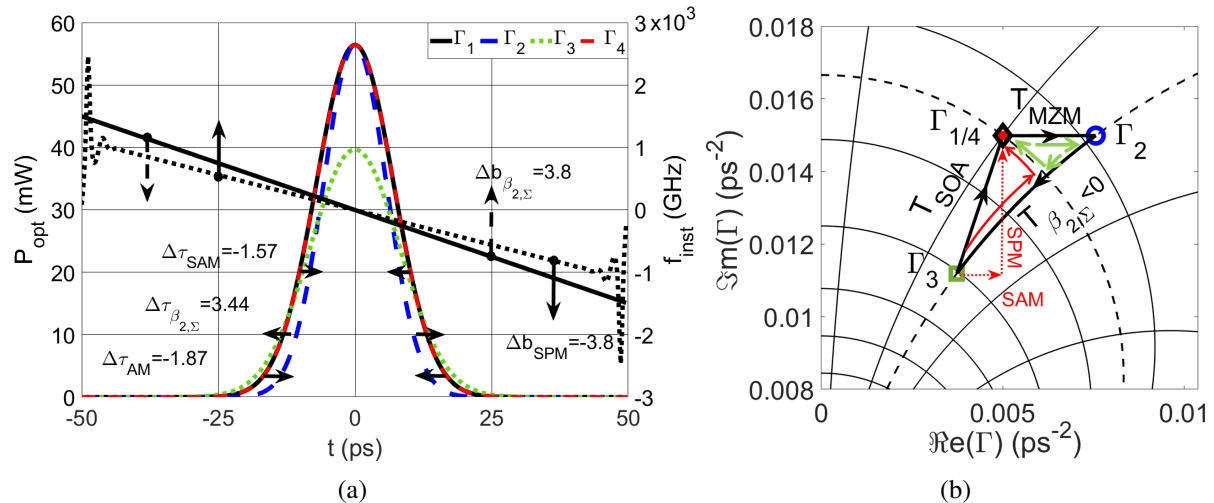 60
50
40
30
20
10
0
P_opt (mW)
-50
-25
0
25
50
t (ps)
3×10³
2
1
0
-1
-2
-3
f_inst (GHz)
Γ₁ Γ₂ Γ₃ Γ₄
Δb_β₂,Σ=3.8
Δτ_SAM=-1.57
Δτ_β₂,Σ=3.44
Δτ_AM=-1.87
Δb_SPM=-3.8
(a)
0.018
0.016
0.014
0.012
0.01
0.008
ℑm(Γ) (ps⁻²)
0
0.005
0.01
ℜe(Γ) (ps⁻²)
T_MZM
Γ₁/₄
Γ₂
T_SOA
T_β₂,Σ<0
Γ₃
SPM
SAM
(b)